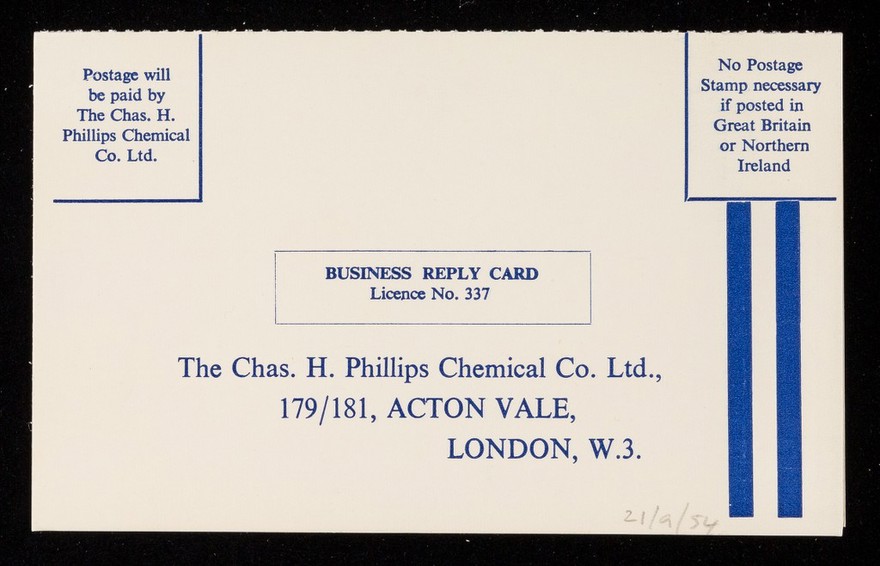 Postage will
be paid by
The Chas. H.
Phillips Chemical
Co. Ltd.
No Postage
Stamp necessary
if posted in
Great Britain
or Northern
Ireland
BUSINESS REPLY CARD
Licence No. 337
The Chas. H. Phillips Chemical Co. Ltd.,
179/181, ACTON VALE,
LONDON, W.3.
21/9/54